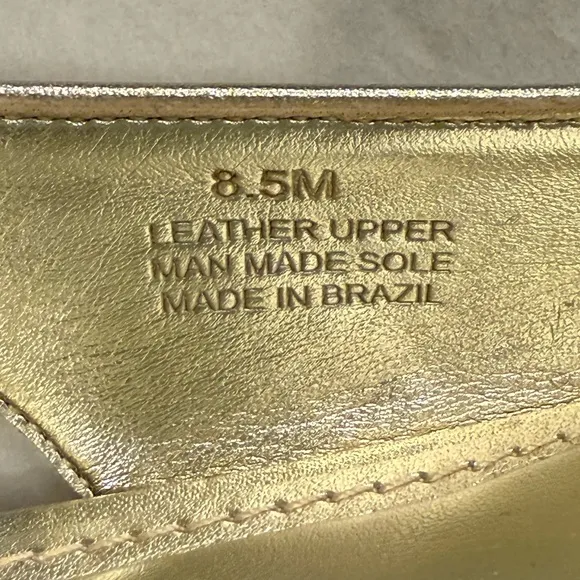 8.5M
LEATHER UPPER
MAN MADE SOLE
MADE IN BRAZIL